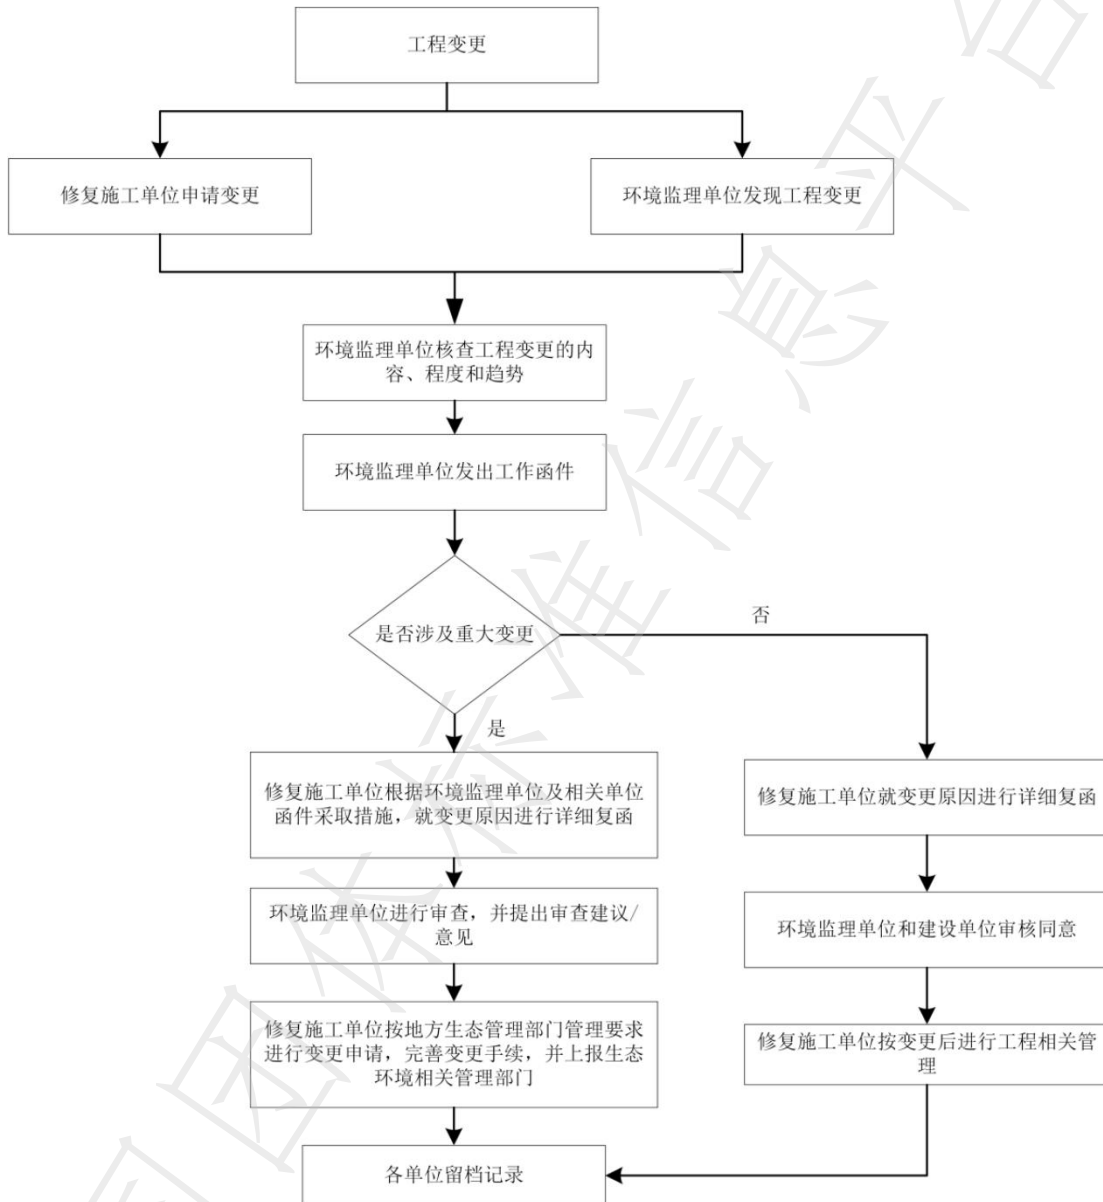 工程变更
修复施工单位申请变更
环境监理单位发现工程变更
环境监理单位核查工程变更的内
容、程度和趋势
环境监理单位发出工作函件
是否涉及重大变更
否
是
修复施工单位根据环境监理单位及相关单位
函件采取措施，就变更原因进行详细复函
修复施工单位就变更原因进行详细复函
环境监理单位进行审查，并提出审查建议/
意见
环境监理单位和建设单位审核同意
修复施工单位按地方生态管理部门管理要求
进行变更申请，完善变更手续，并上报生态
环境相关管理部门
修复施工单位按变更后进行工程相关管
理
各单位留档记录
团体标准信息平台